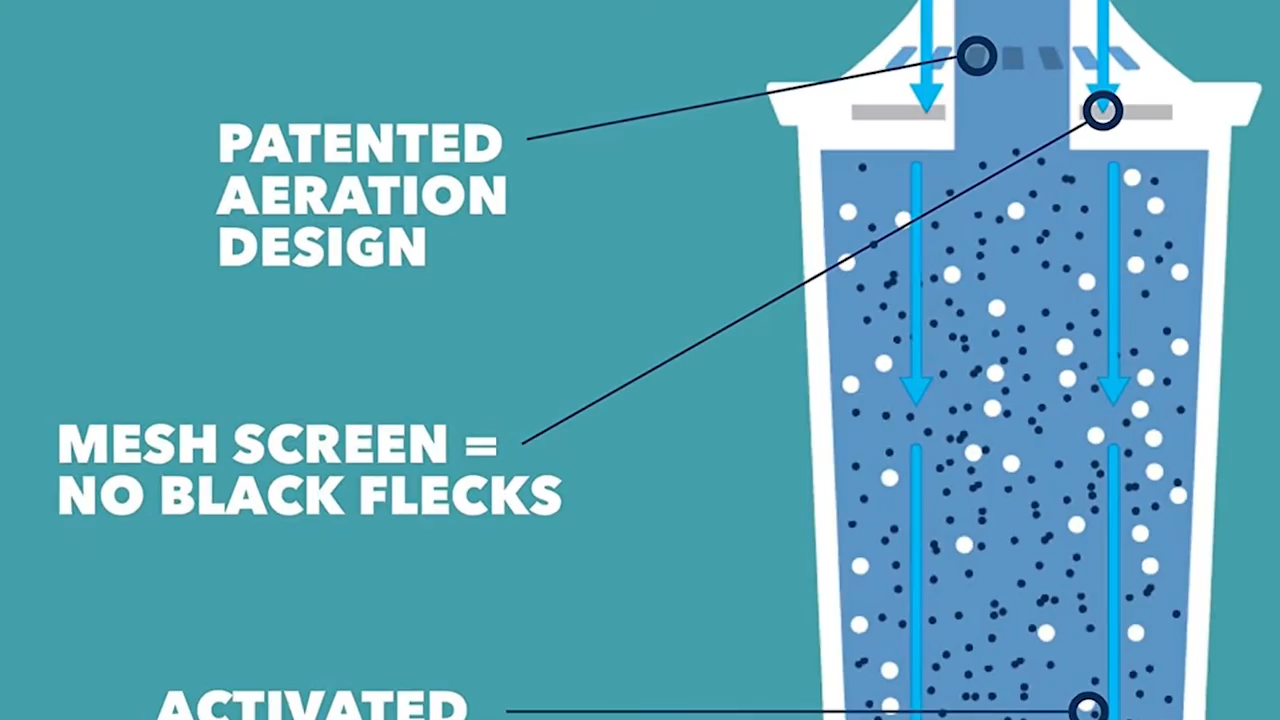 PATENTED
AERATION
DESIGN
MESH SCREEN =
NO BLACK FLECKS
ACTIVATED